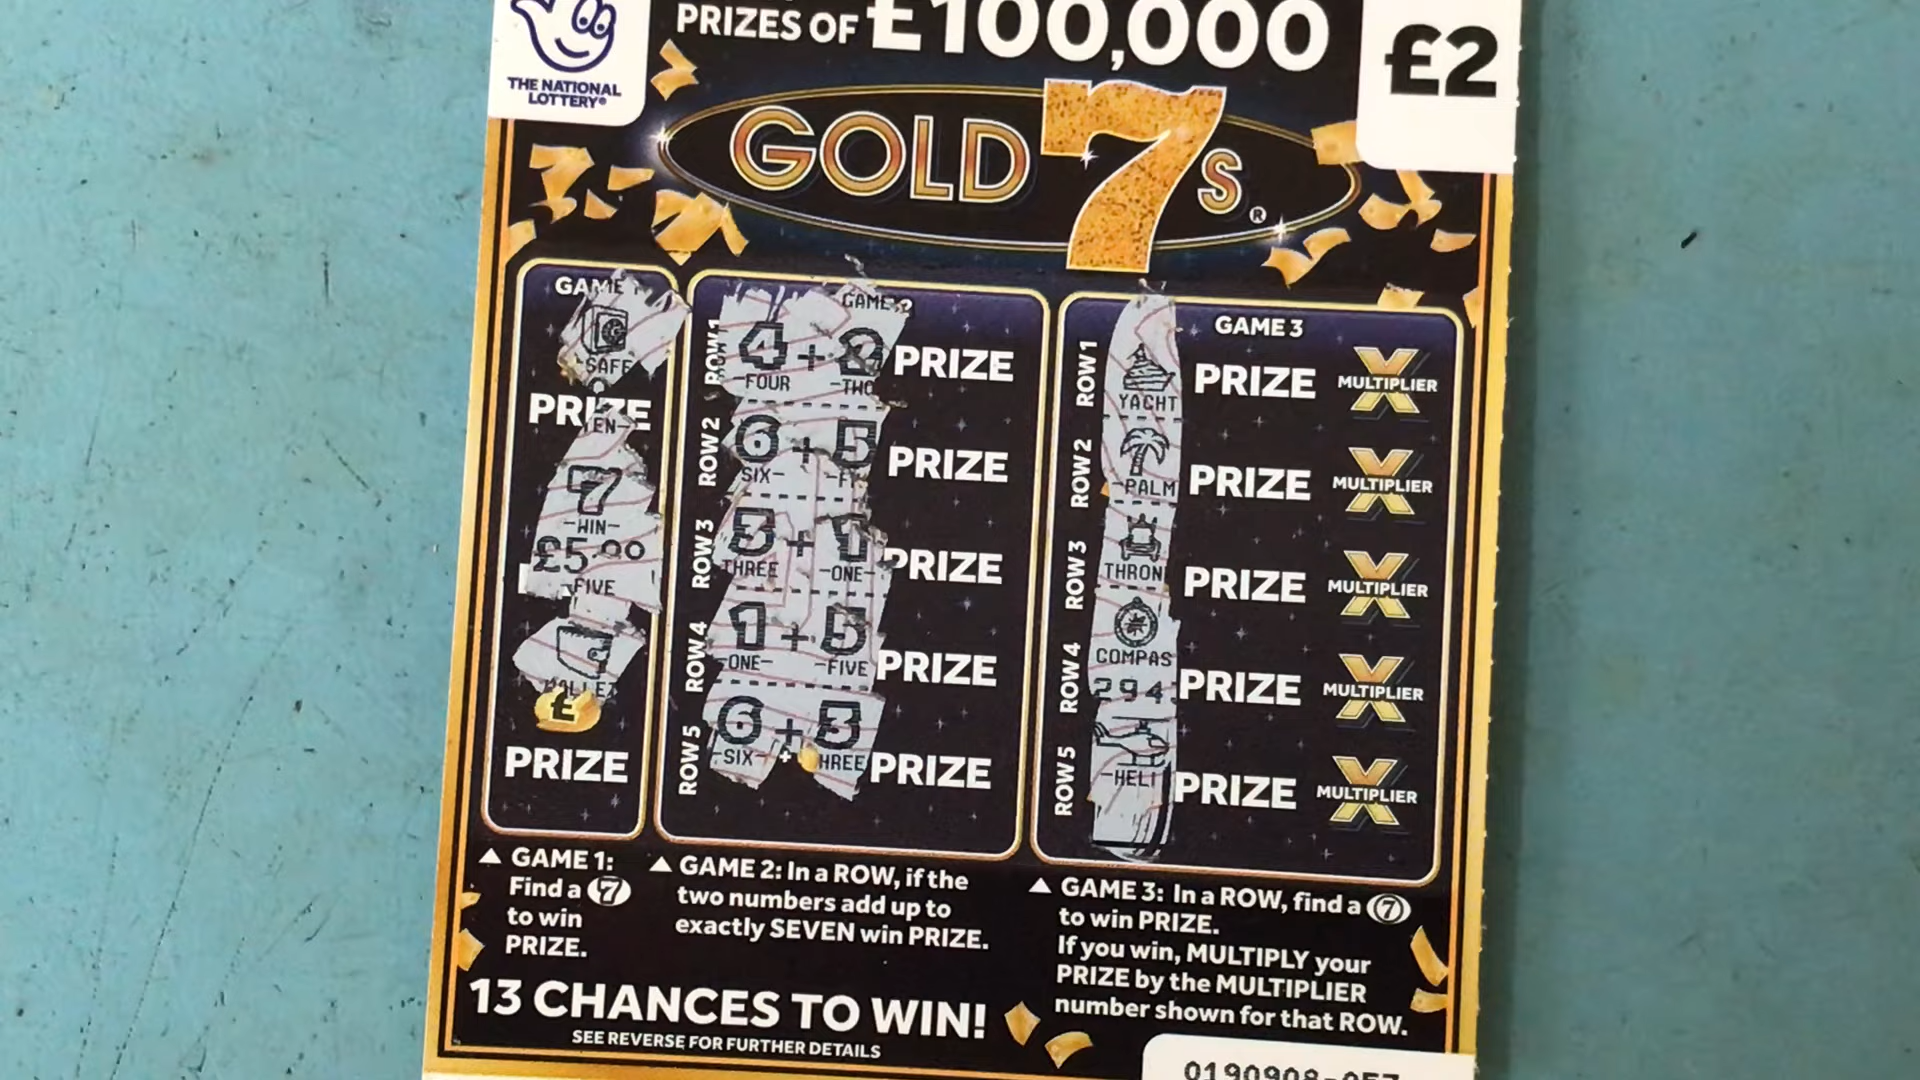 PRIZES OF £100,000
£2
THE NATIONAL
LOTTERY®
GOLD 7s®
GAME
SAFE
PRIZE
7
-WIN-
£5.00
-FIVE
£
PRIZE
GAME 2
ROW 1
4 + 2 PRIZE
-FOUR -TWO
ROW 2
6 + 5 PRIZE
SIX-
ROW 3
3 + 1 PRIZE
THREE -ONE-
ROW 4
1 + 5 PRIZE
-ONE- -FIVE
ROW 5
6 + 3 PRIZE
SIX- HREE
GAME 3
ROW 1
YACHT PRIZE X MULTIPLIER
ROW 2
-PALM PRIZE X MULTIPLIER
ROW 3
THRON PRIZE X MULTIPLIER
ROW 4
COMPAS PRIZE X MULTIPLIER
294
ROW 5
-HELI PRIZE X MULTIPLIER
▲ GAME 1:
Find a 7
to win
PRIZE.
▲ GAME 2: In a ROW, if the
two numbers add up to
exactly SEVEN win PRIZE.
▲ GAME 3: In a ROW, find a 7
to win PRIZE.
If you win, MULTIPLY your
PRIZE by the MULTIPLIER
number shown for that ROW.
13 CHANCES TO WIN!
SEE REVERSE FOR FURTHER DETAILS